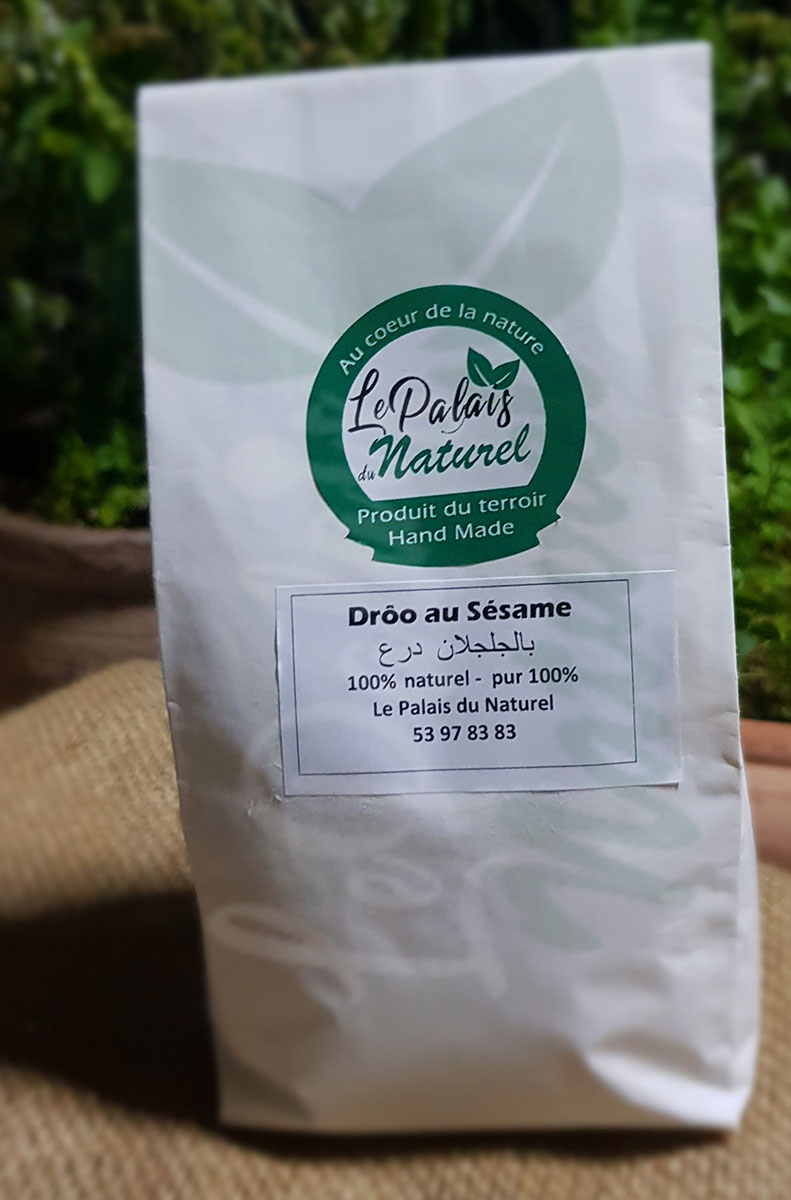 Au coeur de la nature
Le Palais
du Naturel
Produit du terroir
Hand Made
Drôo au Sésame
بالجلجلان درع
100% naturel - pur 100%
Le Palais du Naturel
53 97 83 83